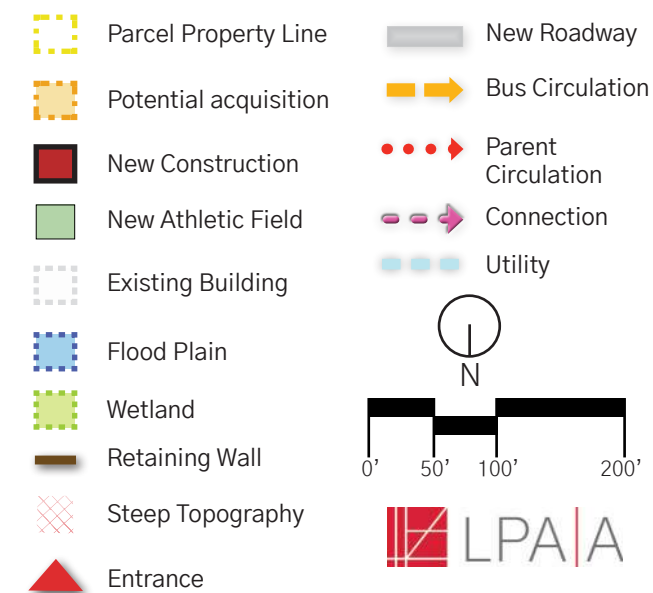 Parcel Property Line
Potential acquisition
New Construction
New Athletic Field
Existing Building
Flood Plain
Wetland
Retaining Wall
Steep Topography
Entrance
New Roadway
Bus Circulation
Parent
Circulation
Connection
Utility
N
0' 50' 100' 200'
LPA|A